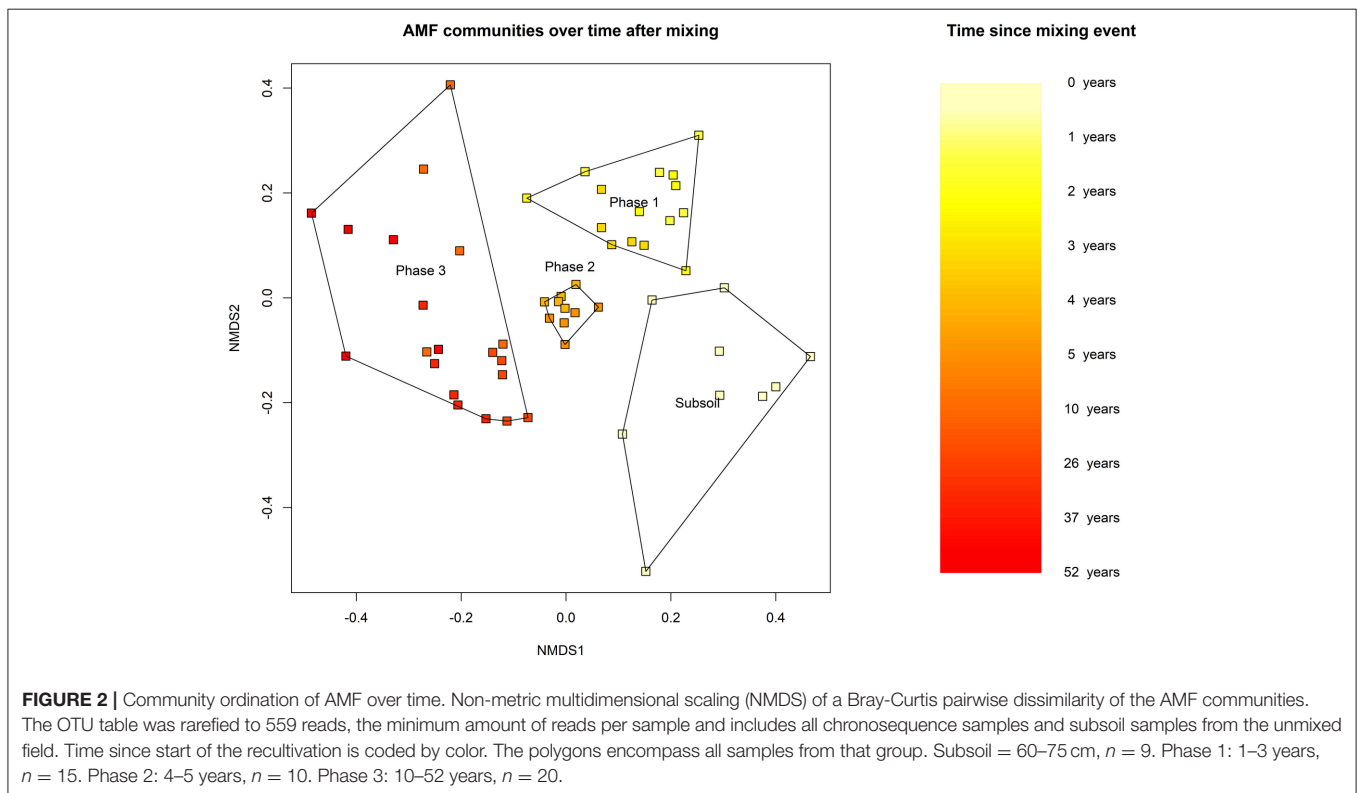 AMF communities over time after mixing
Time since mixing event
0.4
0.2
0.0
-0.2
-0.4
NMDS2
Phase 1
Phase 2
Phase 3
Subsoil
-0.4
-0.2
0.0
0.2
0.4
NMDS1
0 years
1 years
2 years
3 years
4 years
5 years
10 years
26 years
37 years
52 years
FIGURE 2 | Community ordination of AMF over time. Non-metric multidimensional scaling (NMDS) of a Bray-Curtis pairwise dissimilarity of the AMF communities.
The OTU table was rarefied to 559 reads, the minimum amount of reads per sample and includes all chronosequence samples and subsoil samples from the unmixed
field. Time since start of the recultivation is coded by color. The polygons encompass all samples from that group. Subsoil = 60–75 cm, n = 9. Phase 1: 1–3 years,
n = 15. Phase 2: 4–5 years, n = 10. Phase 3: 10–52 years, n = 20.